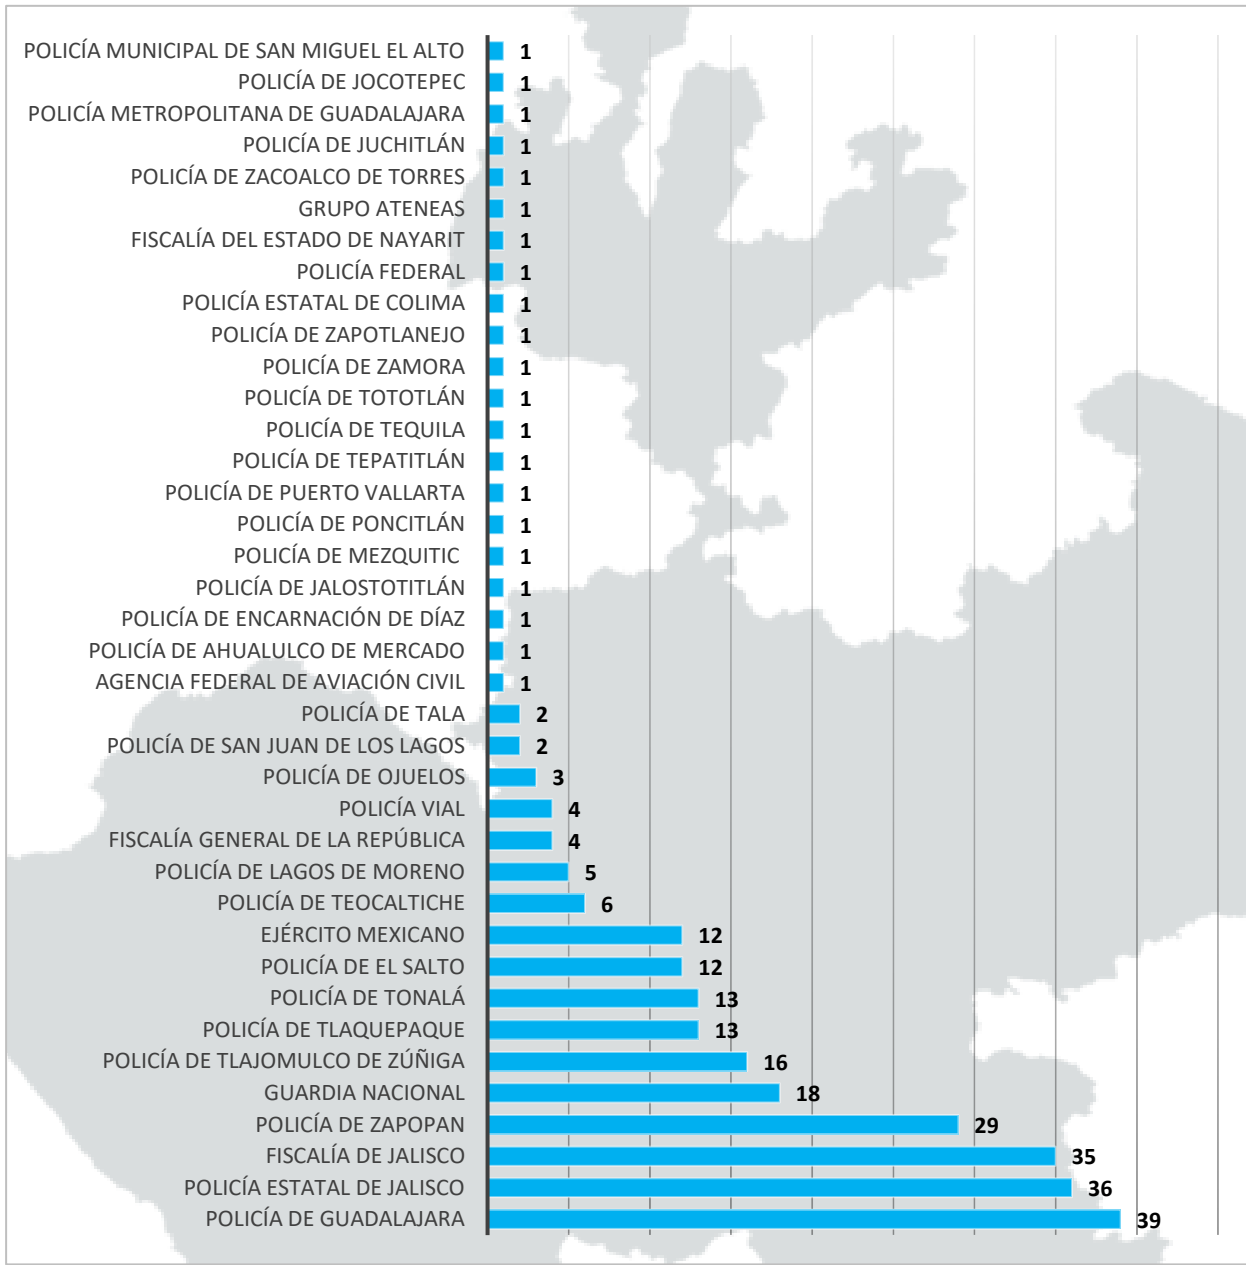 POLICÍA MUNICIPAL DE SAN MIGUEL EL ALTO 1
POLICÍA DE JOCOTEPEC 1
POLICÍA METROPOLITANA DE GUADALAJARA 1
POLICÍA DE JUCHITLÁN 1
POLICÍA DE ZACOALCO DE TORRES 1
GRUPO ATENEAS 1
FISCALÍA DEL ESTADO DE NAYARIT 1
POLICÍA FEDERAL 1
POLICÍA ESTATAL DE COLIMA 1
POLICÍA DE ZAPOTLANEJO 1
POLICÍA DE ZAMORA 1
POLICÍA DE TOTOTLÁN 1
POLICÍA DE TEQUILA 1
POLICÍA DE TEPATITLÁN 1
POLICÍA DE PUERTO VALLARTA 1
POLICÍA DE PONCITLÁN 1
POLICÍA DE MEZQUITIC 1
POLICÍA DE JALOSTOTITLÁN 1
POLICÍA DE ENCARNACIÓN DE DÍAZ 1
POLICÍA DE AHUALULCO DE MERCADO 1
AGENCIA FEDERAL DE AVIACIÓN CIVIL 1
POLICÍA DE TALA 2
POLICÍA DE SAN JUAN DE LOS LAGOS 2
POLICÍA DE OJUELOS 3
POLICÍA VIAL 4
FISCALÍA GENERAL DE LA REPÚBLICA 4
POLICÍA DE LAGOS DE MORENO 5
POLICÍA DE TEOCALTICHE 6
EJÉRCITO MEXICANO 12
POLICÍA DE EL SALTO 12
POLICÍA DE TONALÁ 13
POLICÍA DE TLAQUEPAQUE 13
POLICÍA DE TLAJOMULCO DE ZÚÑIGA 16
GUARDIA NACIONAL 18
POLICÍA DE ZAPOPAN 29
FISCALÍA DE JALISCO 35
POLICÍA ESTATAL DE JALISCO 36
POLICÍA DE GUADALAJARA 39